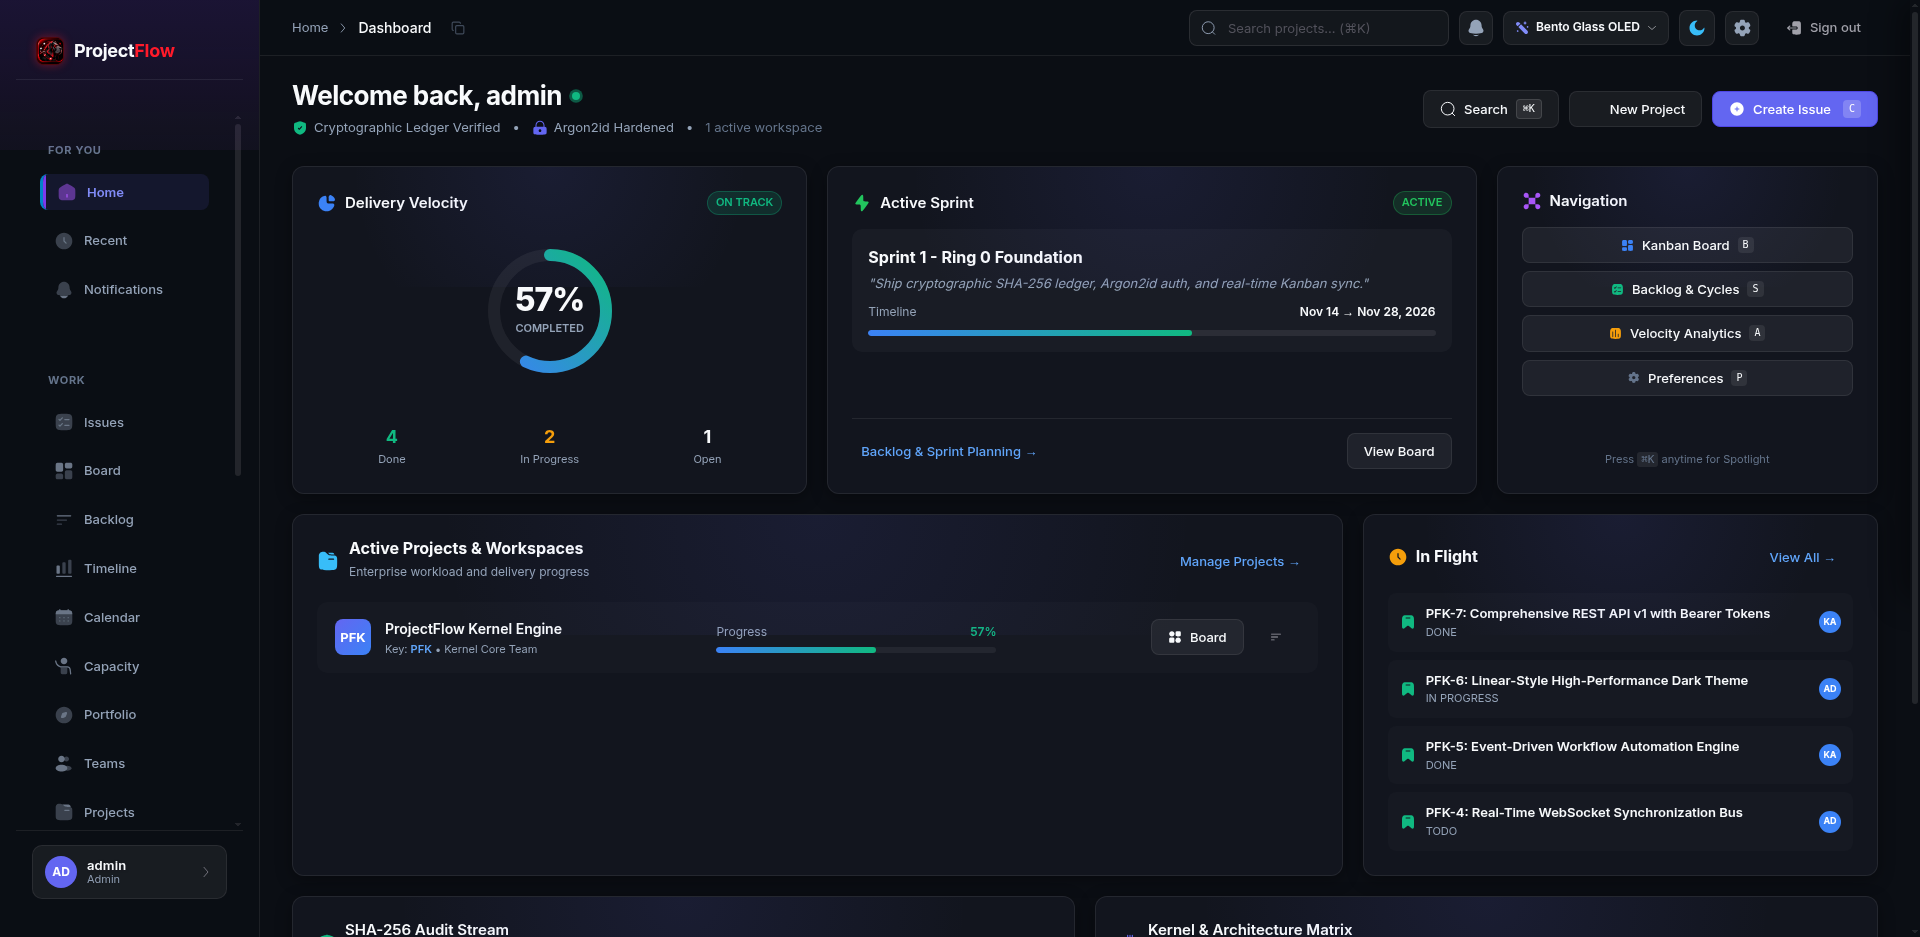 ProjectFlow
FOR YOU
Home
Recent
Notifications
WORK
Issues
Board
Backlog
Timeline
Calendar
Capacity
Portfolio
Teams
Projects
AD
admin
Admin
Home
Dashboard
Search projects... (⌘K)
Bento Glass OLED
Sign out
Welcome back, admin
Cryptographic Ledger Verified • Argon2id Hardened • 1 active workspace
Search ⌘K
New Project
Create Issue C
Delivery Velocity
ON TRACK
57%
COMPLETED
4
Done
2
In Progress
1
Open
Active Sprint
ACTIVE
Sprint 1 - Ring 0 Foundation
"Ship cryptographic SHA-256 ledger, Argon2id auth, and real-time Kanban sync."
Timeline
Nov 14 → Nov 28, 2026
Backlog & Sprint Planning →
View Board
Navigation
Kanban Board B
Backlog & Cycles S
Velocity Analytics A
Preferences P
Press ⌘K anytime for Spotlight
Active Projects & Workspaces
Enterprise workload and delivery progress
Manage Projects →
PFK
ProjectFlow Kernel Engine
Key: PFK • Kernel Core Team
Progress
57%
Board
In Flight
View All →
PFK-7: Comprehensive REST API v1 with Bearer Tokens
DONE
KA
PFK-6: Linear-Style High-Performance Dark Theme
IN PROGRESS
AD
PFK-5: Event-Driven Workflow Automation Engine
DONE
KA
PFK-4: Real-Time WebSocket Synchronization Bus
TODO
AD
SHA-256 Audit Stream
Kernel & Architecture Matrix